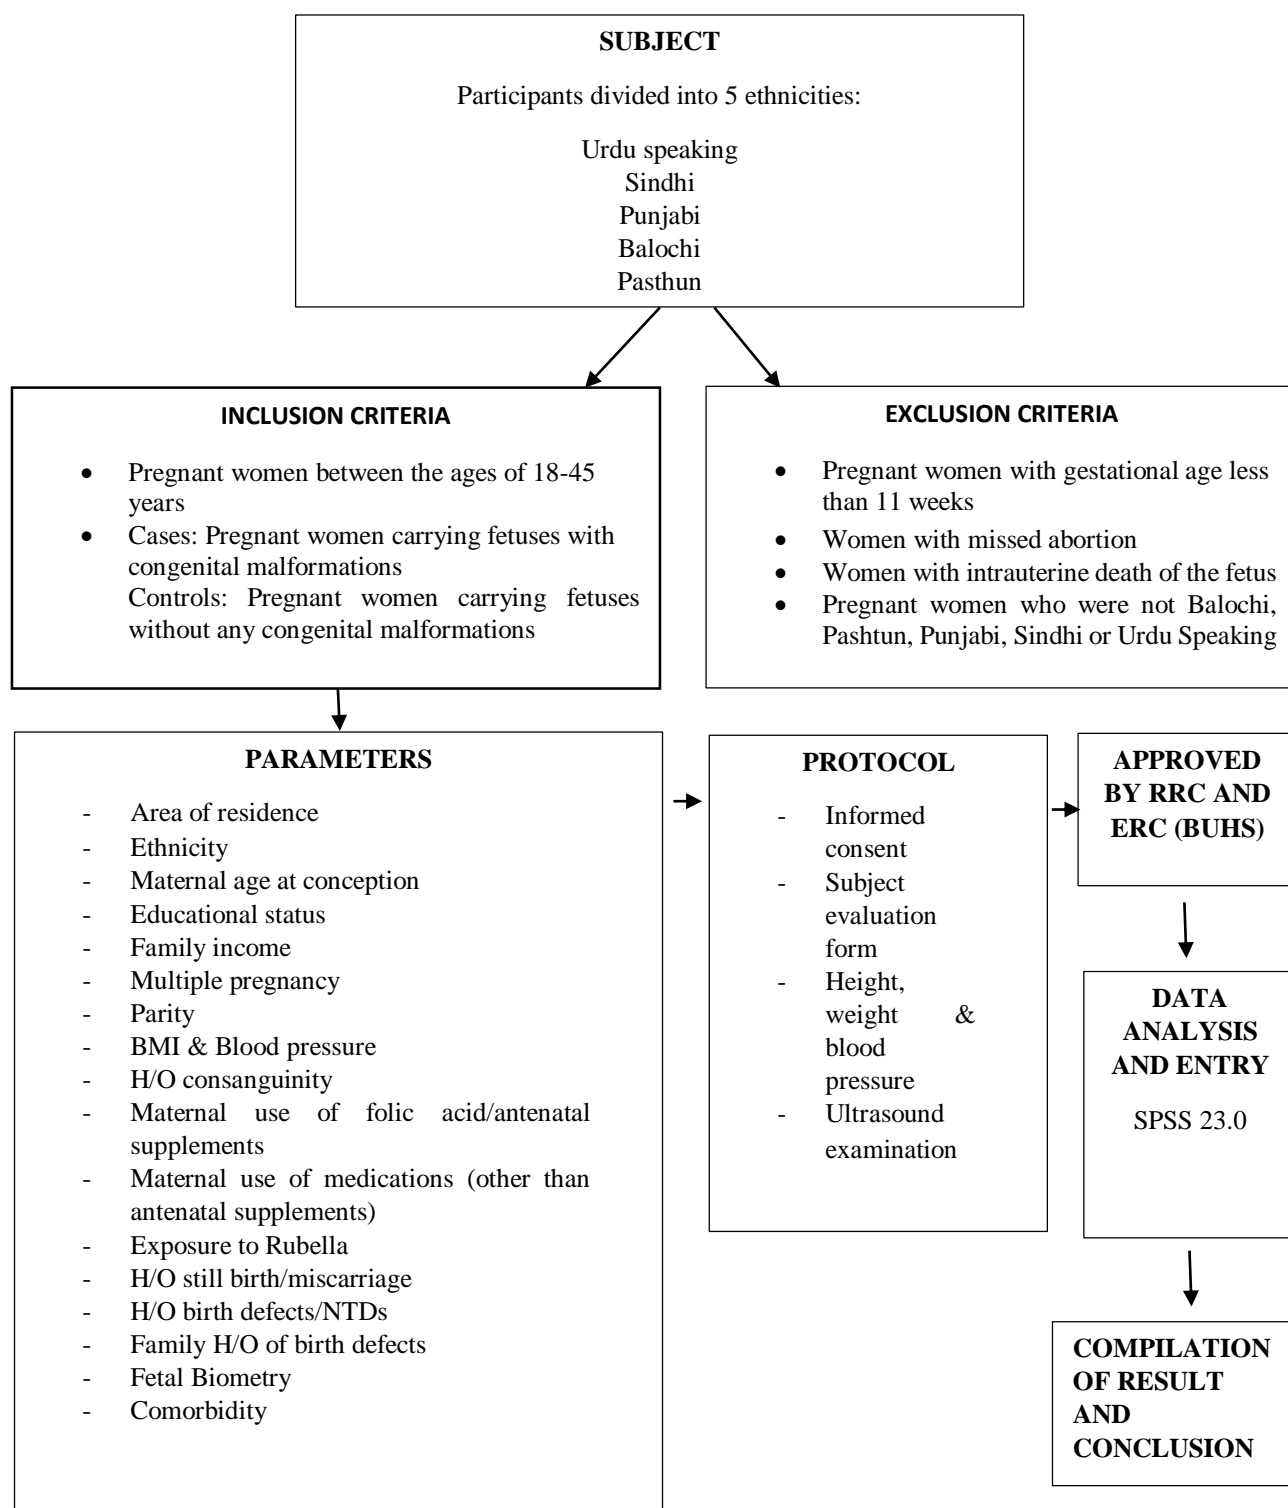 SUBJECT
Participants divided into 5 ethnicities:
Urdu speaking
Sindhi
Punjabi
Balochi
Pasthun
INCLUSION CRITERIA
• Pregnant women between the ages of 18-45
years
• Cases: Pregnant women carrying fetuses with
congenital malformations
Controls: Pregnant women carrying fetuses
without any congenital malformations
EXCLUSION CRITERIA
• Pregnant women with gestational age less
than 11 weeks
• Women with missed abortion
• Women with intrauterine death of the fetus
• Pregnant women who were not Balochi,
Pashtun, Punjabi, Sindhi or Urdu Speaking
PARAMETERS
- Area of residence
- Ethnicity
- Maternal age at conception
- Educational status
- Family income
- Multiple pregnancy
- Parity
- BMI & Blood pressure
- H/O consanguinity
- Maternal use of folic acid/antenatal
supplements
- Maternal use of medications (other than
antenatal supplements)
- Exposure to Rubella
- H/O still birth/miscarriage
- H/O birth defects/NTDs
- Family H/O of birth defects
- Fetal Biometry
- Comorbidity
PROTOCOL
- Informed
consent
- Subject
evaluation
form
- Height,
weight &
blood
pressure
- Ultrasound
examination
APPROVED
BY RRC AND
ERC (BUHS)
DATA
ANALYSIS
AND ENTRY
SPSS 23.0
COMPILATION
OF RESULT
AND
CONCLUSION